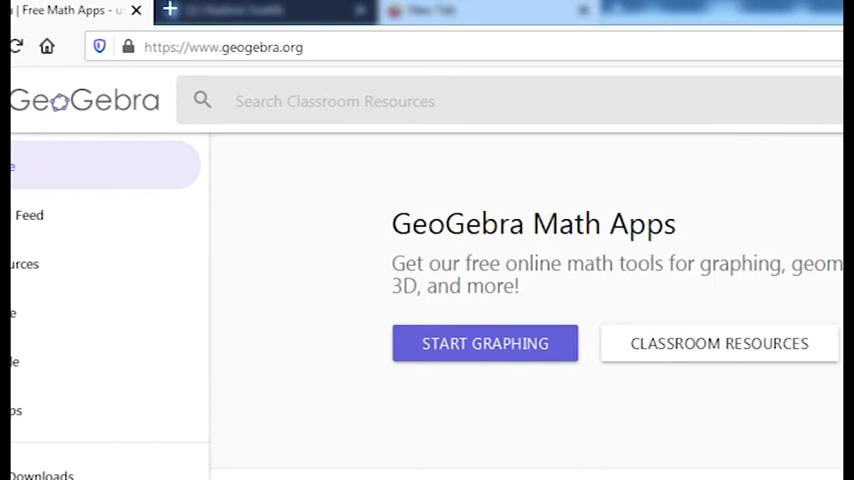 | Free Math Apps - us
https://www.geogebra.org
GeoGebra
Search Classroom Resources
e
Feed
urces
e
le
ps
Downloads
GeoGebra Math Apps
Get our free online math tools for graphing, geom
3D, and more!
START GRAPHING
CLASSROOM RESOURCES